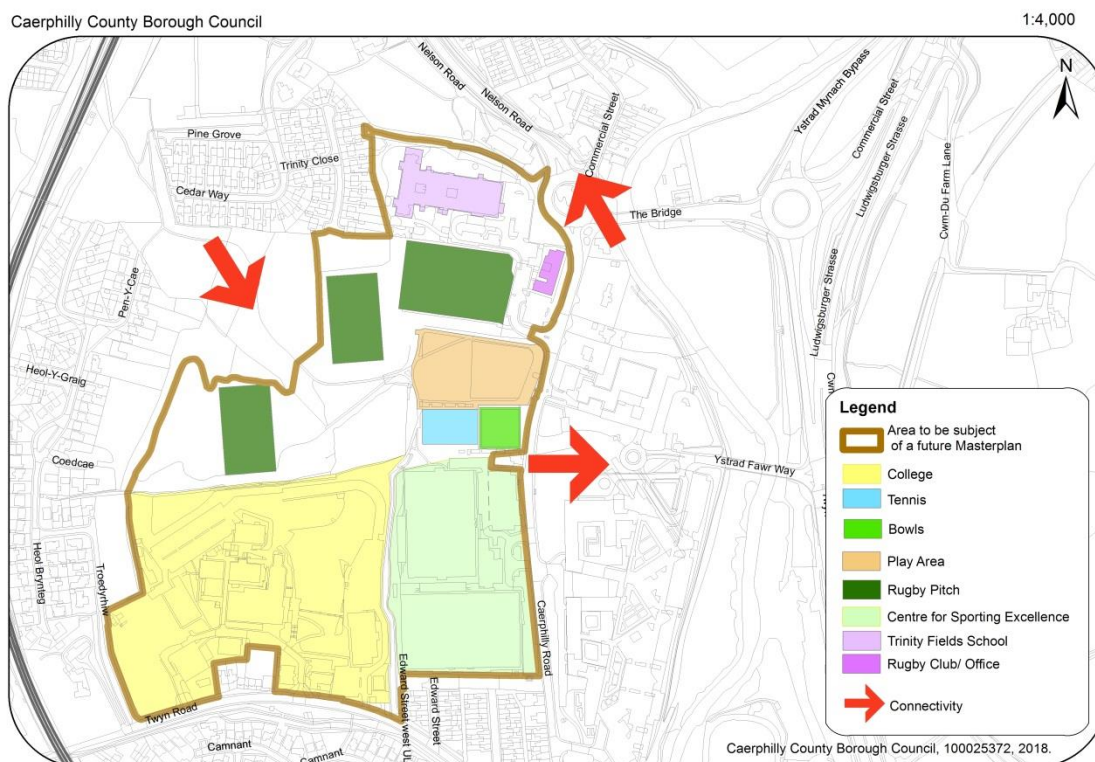 Caerphilly County Borough Council
1:4,000
N
Nelson Road
Nelson Road
Commercial Street
Ystrad Mynach Bypass
Commercial Street
Ludwigsburger Strasse
Cwm-Du Farm Lane
Pine Grove
Trinity Close
Cedar Way
The Bridge
Pen-Y-Cae
Ludwigsburger Strasse
Heol-Y-Graig
Coedcae
Ystrad Fawr Way
Heol Brynteg
Troedyrhiw
Caerphilly Road
Edward Street west UL
Edward Street
Twyn Road
Camnant
Camnant
Legend
Area to be subject
of a future Masterplan
College
Tennis
Bowls
Play Area
Rugby Pitch
Centre for Sporting Excellence
Trinity Fields School
Rugby Club/ Office
Connectivity
Caerphilly County Borough Council, 100025372, 2018.